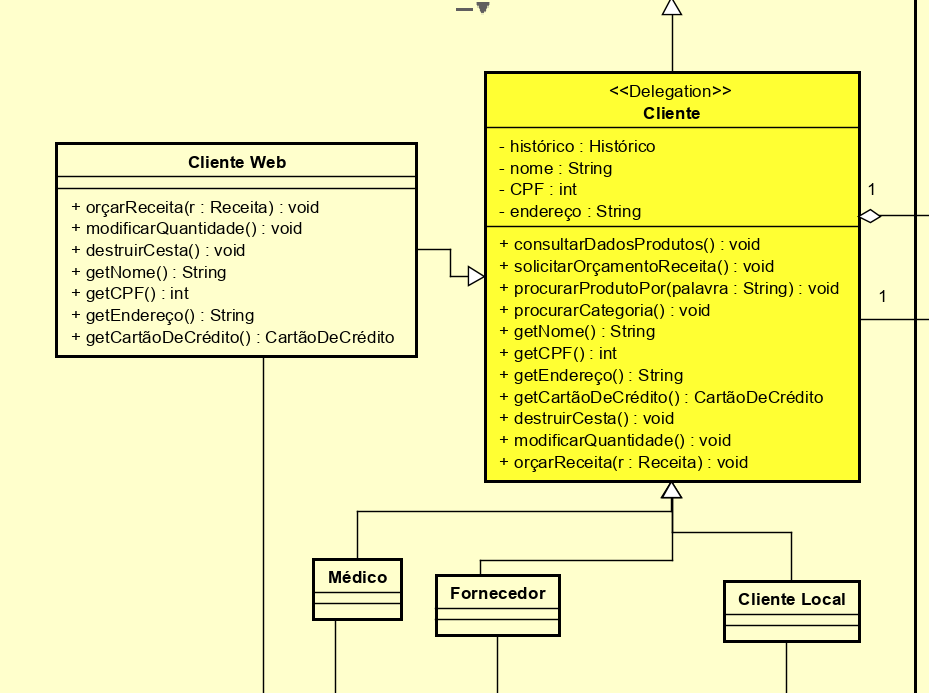 <<Delegation>>
Cliente
- histórico : Histórico
- nome : String
- CPF : int
- endereço : String
+ consultarDadosProdutos() : void
+ solicitarOrçamentoReceita() : void
+ procurarProdutoPor(palavra : String) : void
+ procurarCategoria() : void
+ getNome() : String
+ getCPF() : int
+ getEndereço() : String
+ getCartãoDeCrédito() : CartãoDeCrédito
+ destruirCesta() : void
+ modificarQuantidade() : void
+ orçarReceita(r : Receita) : void
1
1
Cliente Web
+ orçarReceita(r : Receita) : void
+ modificarQuantidade() : void
+ destruirCesta() : void
+ getNome() : String
+ getCPF() : int
+ getEndereço() : String
+ getCartãoDeCrédito() : CartãoDeCrédito
Médico
Fornecedor
Cliente Local